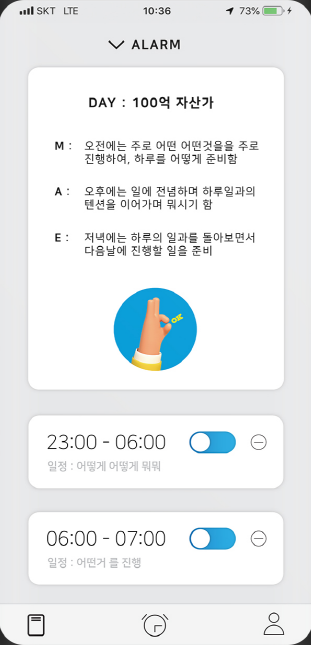 SKT LTE 10:36 73%
ALARM
DAY : 100억 자산가
M : 오전에는 주로 어떤 어떤것을을 주로
진행하여, 하루를 어떻게 준비함
A : 오후에는 일에 전념하며 하루일과의
텐션을 이어가며 뭐시기 함
E : 저녁에는 하루의 일과를 돌아보면서
다음날에 진행할 일을 준비
OK
23:00 - 06:00
일정 : 어떻게 어떻게 뭐뭐
06:00 - 07:00
일정 : 어떤거 를 진행